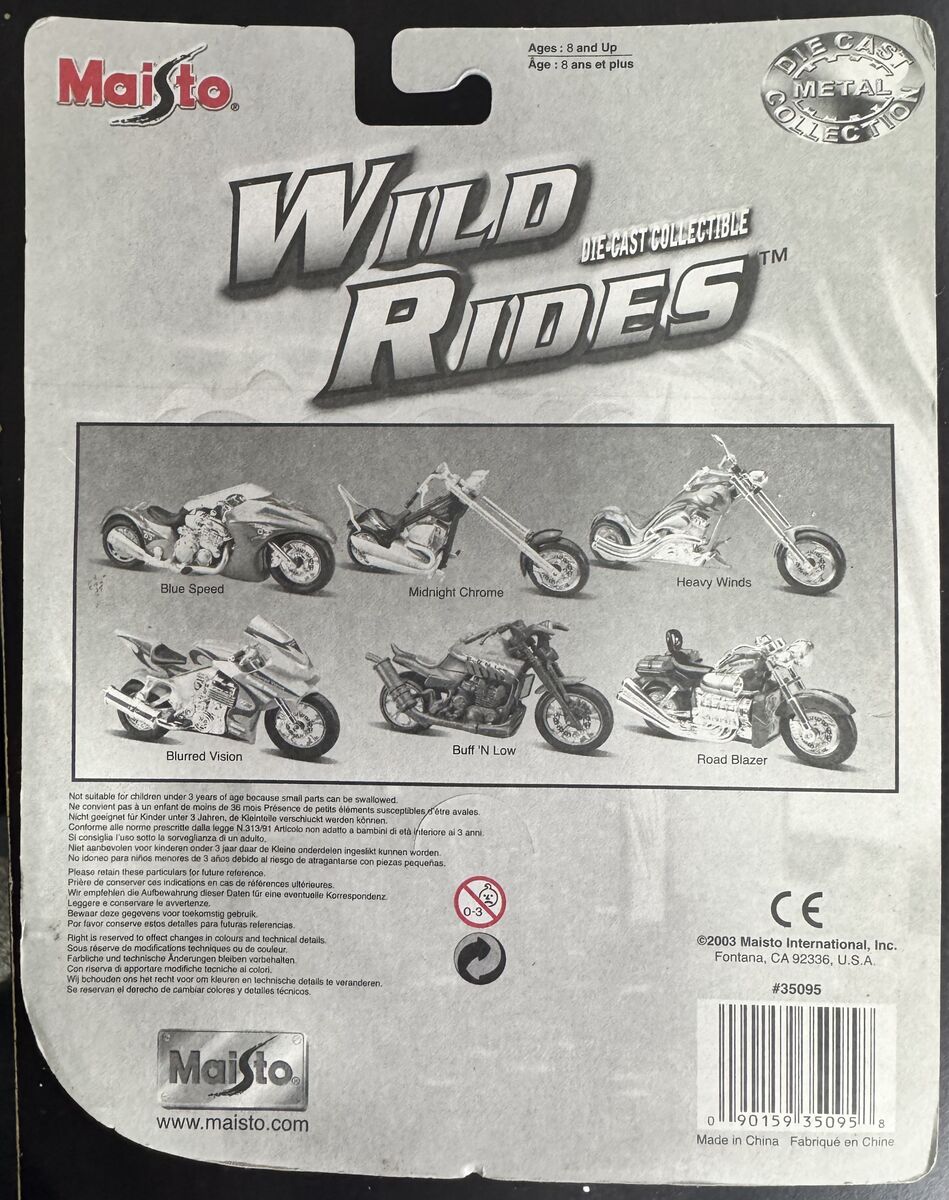 Maisto®
Ages : 8 and Up
Âge : 8 ans et plus
DIE CAST
METAL
COLLECTION
WILD
DIE-CAST COLLECTIBLE
RIDES™
Blue Speed
Midnight Chrome
Heavy Winds
Blurred Vision
Buff 'N Low
Road Blazer
Not suitable for children under 3 years of age because small parts can be swallowed.
Ne convient pas à un enfant de moins de 36 mois Présence de petits éléments susceptibles d'être avales.
Nicht geeignet für Kinder unter 3 Jahren, de Kleinteile verschluckt werden können.
Conforme alle norme prescritte dalla legge N.313/91 Articolo non adatto a bambini di età inferiore ai 3 anni.
Si consiglia l'uso sotto la sorveglianza di un adulto.
Niet aanbovolen voor kinderen onder 3 jaar daar de Kleine onderdelen ingeslikt kunnen worden.
No idoneo para niños menores de 3 años debido al riesgo de atragantarse con piezas pequeñas.
Please retain these particulars for future reference.
Prière de conserver ces indications en cas de références ultérieures.
Wir empfehlen die Aufbewahrung dieser Daten für eine eventuelle Korrespondenz.
Leggere e conservare le avvertenze.
Bewaar deze gegevens voor toekomstig gebruik.
Por favor conserve estos detalles para futuras referencias.
Right is reserved to effect changes in colours and technical details.
Sous réserve de modifications techniques ou de couleur.
Farbliche und technische Änderungen bleiben vorbehalten.
Con riserva di apportare modifiche tecniche ai colori.
Wij bchouden ons het recht voor om kleuren en technische details te veranderen.
Se reservan el derecho de cambiar colores y detalles técnicos.
0-3
CE
©2003 Maisto International, Inc.
Fontana, CA 92336, U.S.A.
#35095
0 90159 35095 8
Made in China Fabriqué en Chine
Maisto®
www.maisto.com